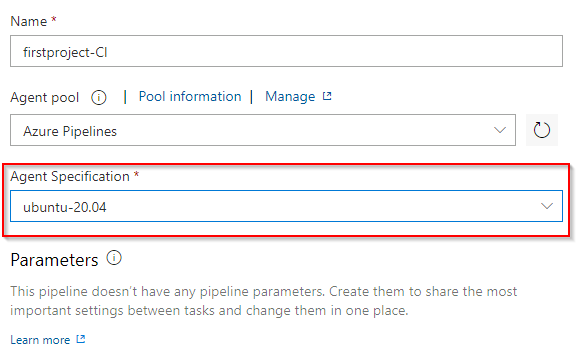 Name *
firstproject-CI
Agent pool | Pool information | Manage
Azure Pipelines
Agent Specification *
ubuntu-20.04
Parameters
This pipeline doesn't have any pipeline parameters. Create them to share the most
important settings between tasks and change them in one place.
Learn more